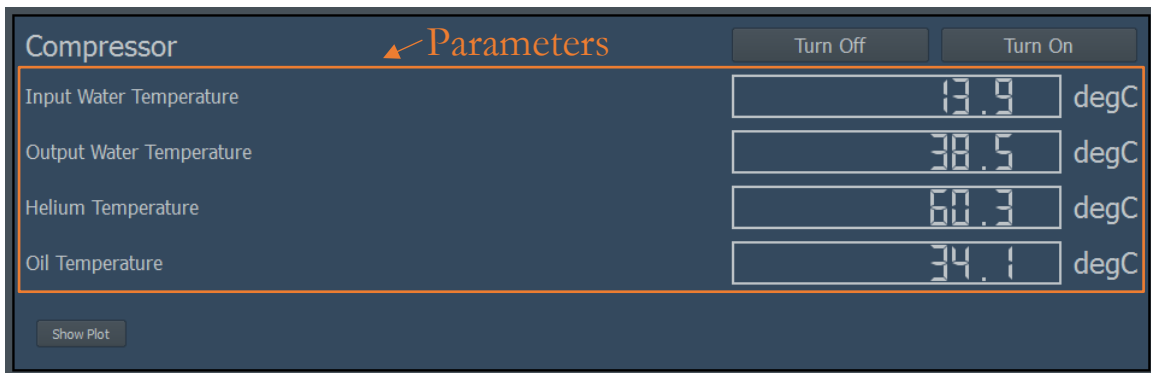 Compressor Parameters Turn Off Turn On
Input Water Temperature 13.9 degC
Output Water Temperature 38.5 degC
Helium Temperature 60.3 degC
Oil Temperature 34.1 degC
Show Plot